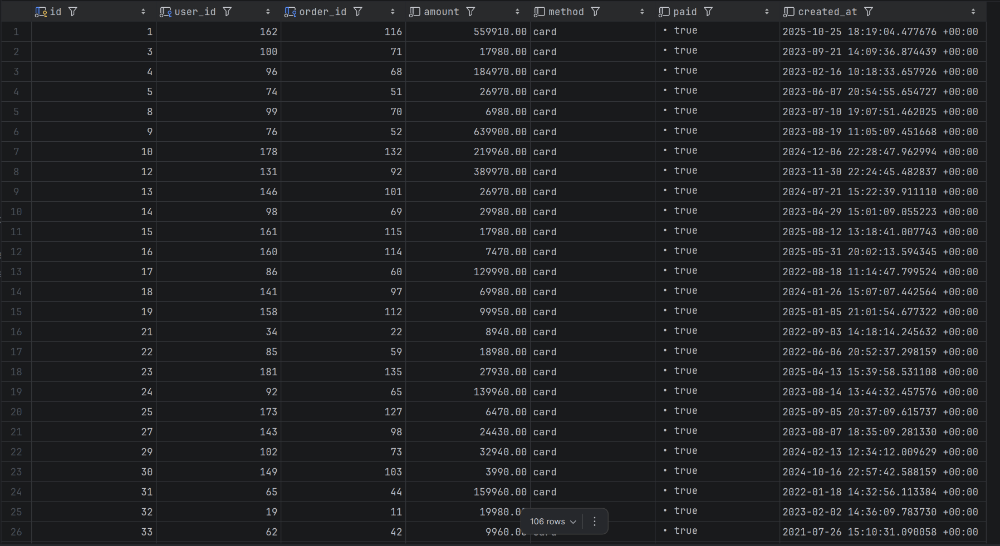 id user_id order_id amount method paid created_at
1 1 162 116 559910.00 card • true 2025-10-25 18:19:04.477676 +00:00
2 3 100 71 17980.00 card • true 2023-09-21 14:09:36.874439 +00:00
3 4 96 68 184970.00 card • true 2023-02-16 10:18:33.657926 +00:00
4 5 74 51 26970.00 card • true 2023-06-07 20:54:55.654727 +00:00
5 8 99 70 6980.00 card • true 2023-07-10 19:07:51.462025 +00:00
6 9 76 52 639900.00 card • true 2023-08-19 11:05:09.451668 +00:00
7 10 178 132 219960.00 card • true 2024-12-06 22:28:47.962994 +00:00
8 12 131 92 389970.00 card • true 2023-11-30 22:24:45.482837 +00:00
9 13 146 101 26970.00 card • true 2024-07-21 15:22:39.911110 +00:00
10 14 98 69 29980.00 card • true 2023-04-29 15:01:09.055223 +00:00
11 15 161 115 17980.00 card • true 2025-08-12 13:18:41.007743 +00:00
12 16 160 114 7470.00 card • true 2025-05-31 20:02:13.594345 +00:00
13 17 86 60 129990.00 card • true 2022-08-18 11:14:47.799524 +00:00
14 18 141 97 69980.00 card • true 2024-01-26 15:07:07.442564 +00:00
15 19 158 112 99950.00 card • true 2025-01-05 21:01:54.677322 +00:00
16 21 34 22 8940.00 card • true 2022-09-03 14:18:14.245632 +00:00
17 22 85 59 18980.00 card • true 2022-06-06 20:52:37.298159 +00:00
18 23 181 135 27930.00 card • true 2025-04-13 15:39:58.531108 +00:00
19 24 92 65 139960.00 card • true 2023-08-14 13:44:32.457576 +00:00
20 25 173 127 6470.00 card • true 2025-09-05 20:37:09.615737 +00:00
21 27 143 98 24430.00 card • true 2023-08-07 18:35:09.281330 +00:00
22 29 102 73 32940.00 card • true 2024-02-13 12:34:12.009629 +00:00
23 30 149 103 3990.00 card • true 2024-10-16 22:57:42.588159 +00:00
24 31 65 44 159960.00 card • true 2022-01-18 14:32:56.113384 +00:00
25 32 19 11 19980.0 • true 2023-02-02 14:36:09.783730 +00:00
106 rows
26 33 62 42 9960.0 card • true 2021-07-26 15:10:31.090058 +00:00